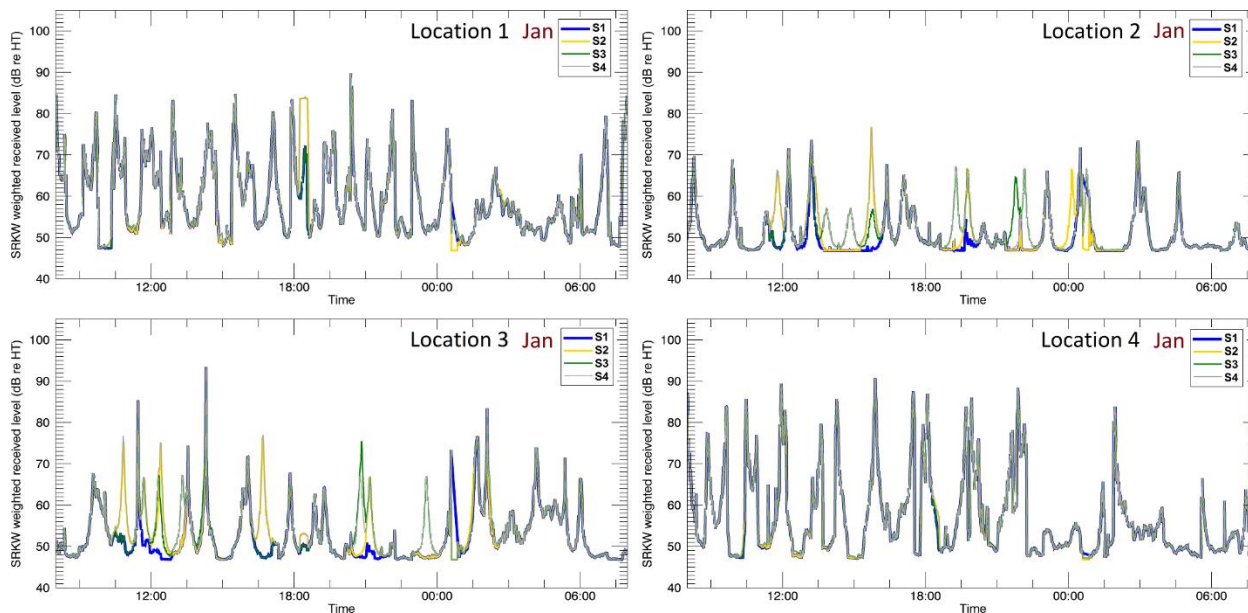 Location 1 Jan
S1
S2
S3
S4
SRKW weighted received level (dB re HT)
100
90
80
70
60
50
40
12:00
18:00
00:00
06:00
Time
Location 2 Jan
S1
S2
S3
S4
SRKW weighted received level (dB re HT)
100
90
80
70
60
50
40
12:00
18:00
00:00
06:00
Time
Location 3 Jan
S1
S2
S3
S4
SRKW weighted received level (dB re HT)
100
90
80
70
60
50
40
12:00
18:00
00:00
06:00
Time
Location 4 Jan
S1
S2
S3
S4
SRKW weighted received level (dB re HT)
100
90
80
70
60
50
40
12:00
18:00
00:00
06:00
Time